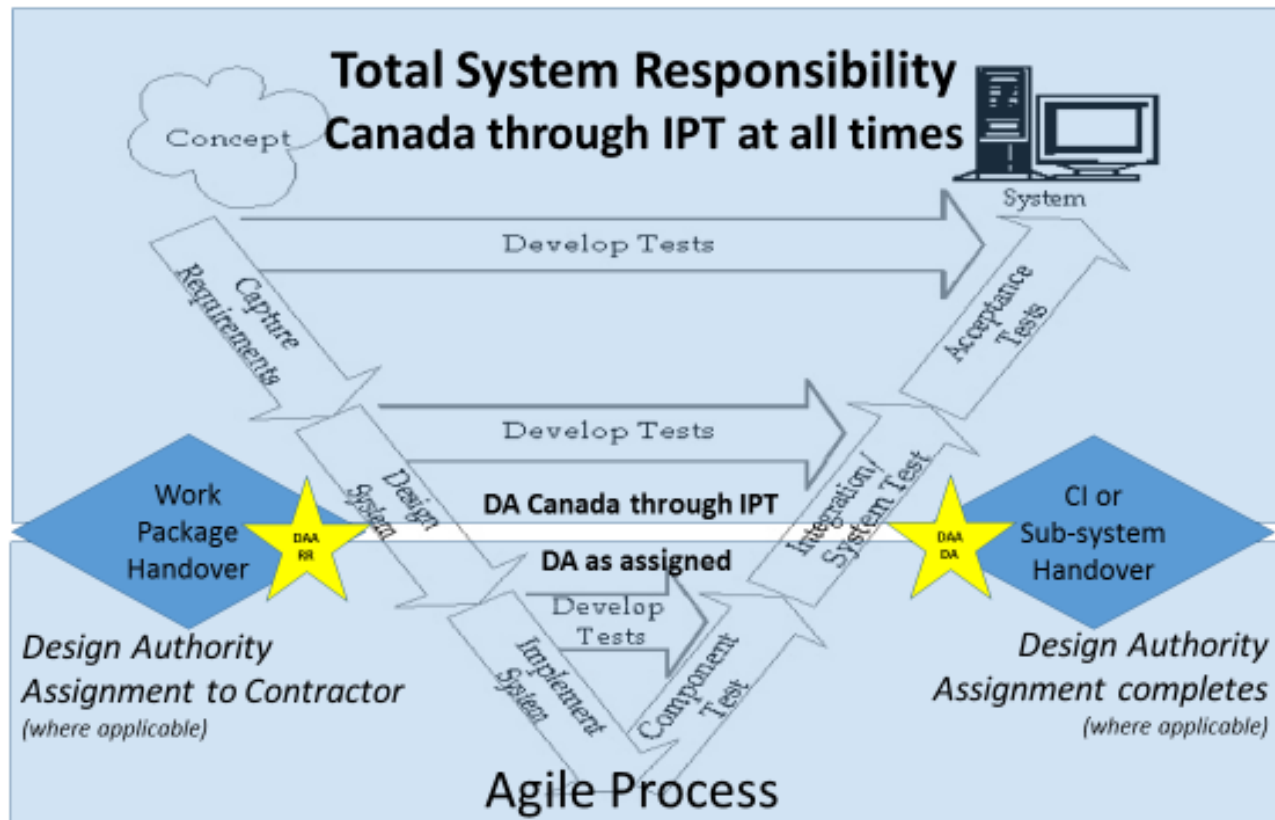 Total System Responsibility
Canada through IPT at all times
Concept
System
Develop Tests
Capture
Requirements
Acceptance
Tests
Develop Tests
Design
System
Integration/
System Test
DA Canada through IPT
Work
Package
Handover
DAA
RR
DAA
DA
CI or
Sub-system
Handover
DA as assigned
Develop
Tests
Implement
System
Component
Test
Design Authority
Assignment to Contractor
(where applicable)
Design Authority
Assignment completes
(where applicable)
Agile Process